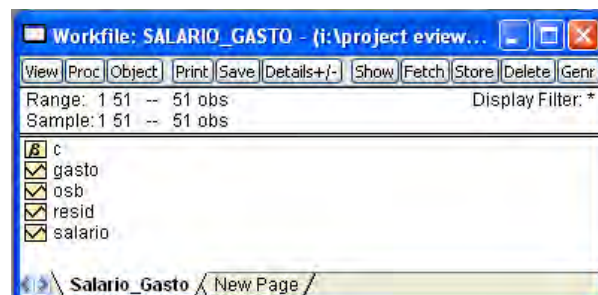 Workfile: SALARIO_GASTO - (i:\project eview...
View Proc Object Print Save Details+/- Show Fetch Store Delete Genr
Range: 1 51 -- 51 obs Display Filter: *
Sample: 1 51 -- 51 obs
β c
gasto
osb
resid
salario
Salario_Gasto New Page